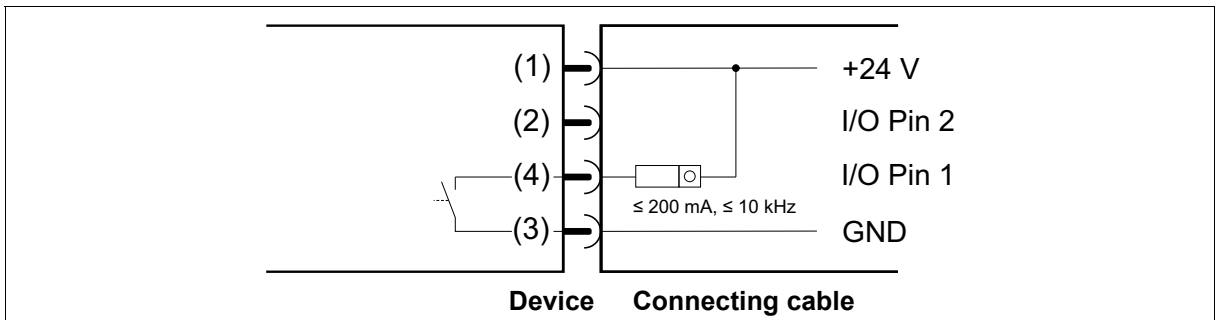 (1) +24 V
(2) I/O Pin 2
(4) I/O Pin 1
≤ 200 mA, ≤ 10 kHz
(3) GND
Device Connecting cable